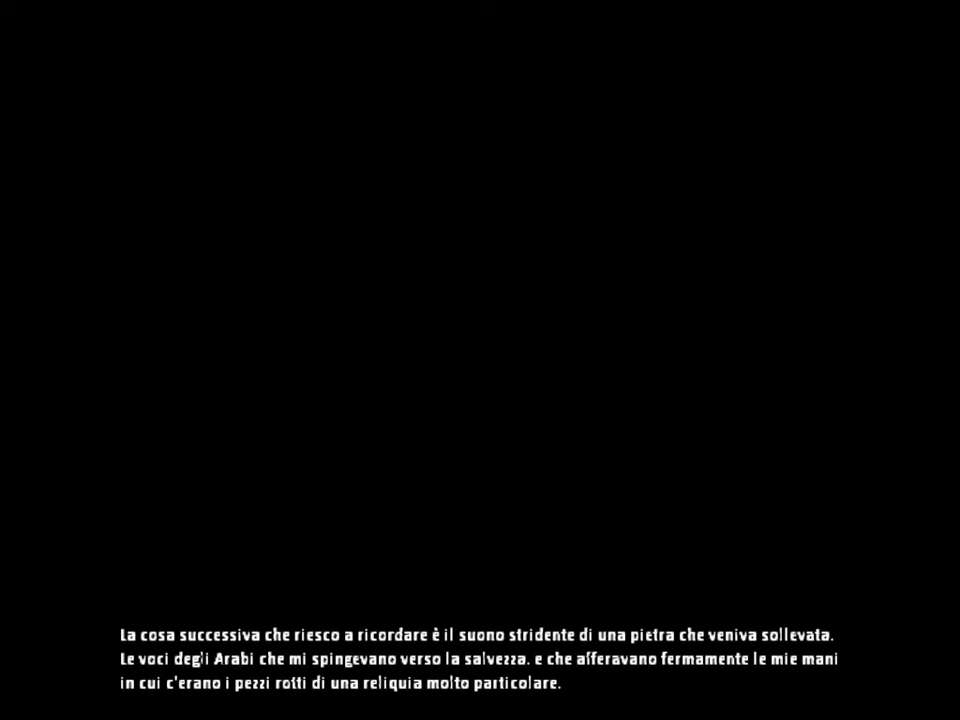 La cosa successiva che riesco a ricordare è il suono stridente di una pietra che veniva sollevata.
Le voci degli Arabi che mi spingevano verso la salvezza. e che afferavano fermamente le mie mani
in cui c'erano i pezzi rotti di una reliquia molto particolare.